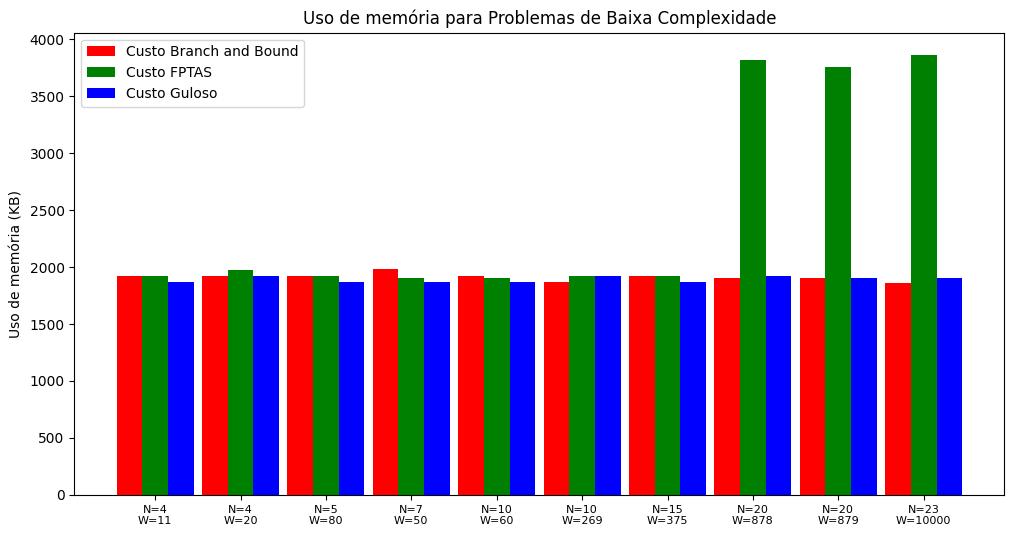 Uso de memória para Problemas de Baixa Complexidade
Custo Branch and Bound
Custo FPTAS
Custo Guloso
Uso de memória (KB)
4000
3500
3000
2500
2000
1500
1000
500
0
N=4 N=4 N=5 N=7 N=10 N=10 N=15 N=20 N=20 N=23
W=11 W=20 W=80 W=50 W=60 W=269 W=375 W=878 W=879 W=10000